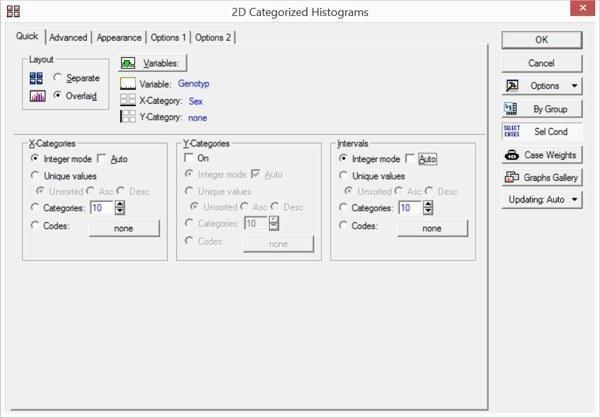 2D Categorized Histograms
Quick Advanced Appearance Options 1 Options 2
Layout
Separate
Overlaid
Variables:
Variable: Genotyp
X-Category: Sex
Y-Category: none
X-Categories
Integer mode Auto
Unique values
Unsorted Asc Desc
Categories: 10
Codes: none
Y-Categories
On
Integer mode Auto
Unique values
Unsorted Asc Desc
Categories: 10
Codes: none
Intervals
Integer mode Auto
Unique values
Unsorted Asc Desc
Categories: 10
Codes: none
OK
Cancel
Options
By Group
SELECT CASES Sel Cond
Case Weights
Graphs Gallery
Updating: Auto